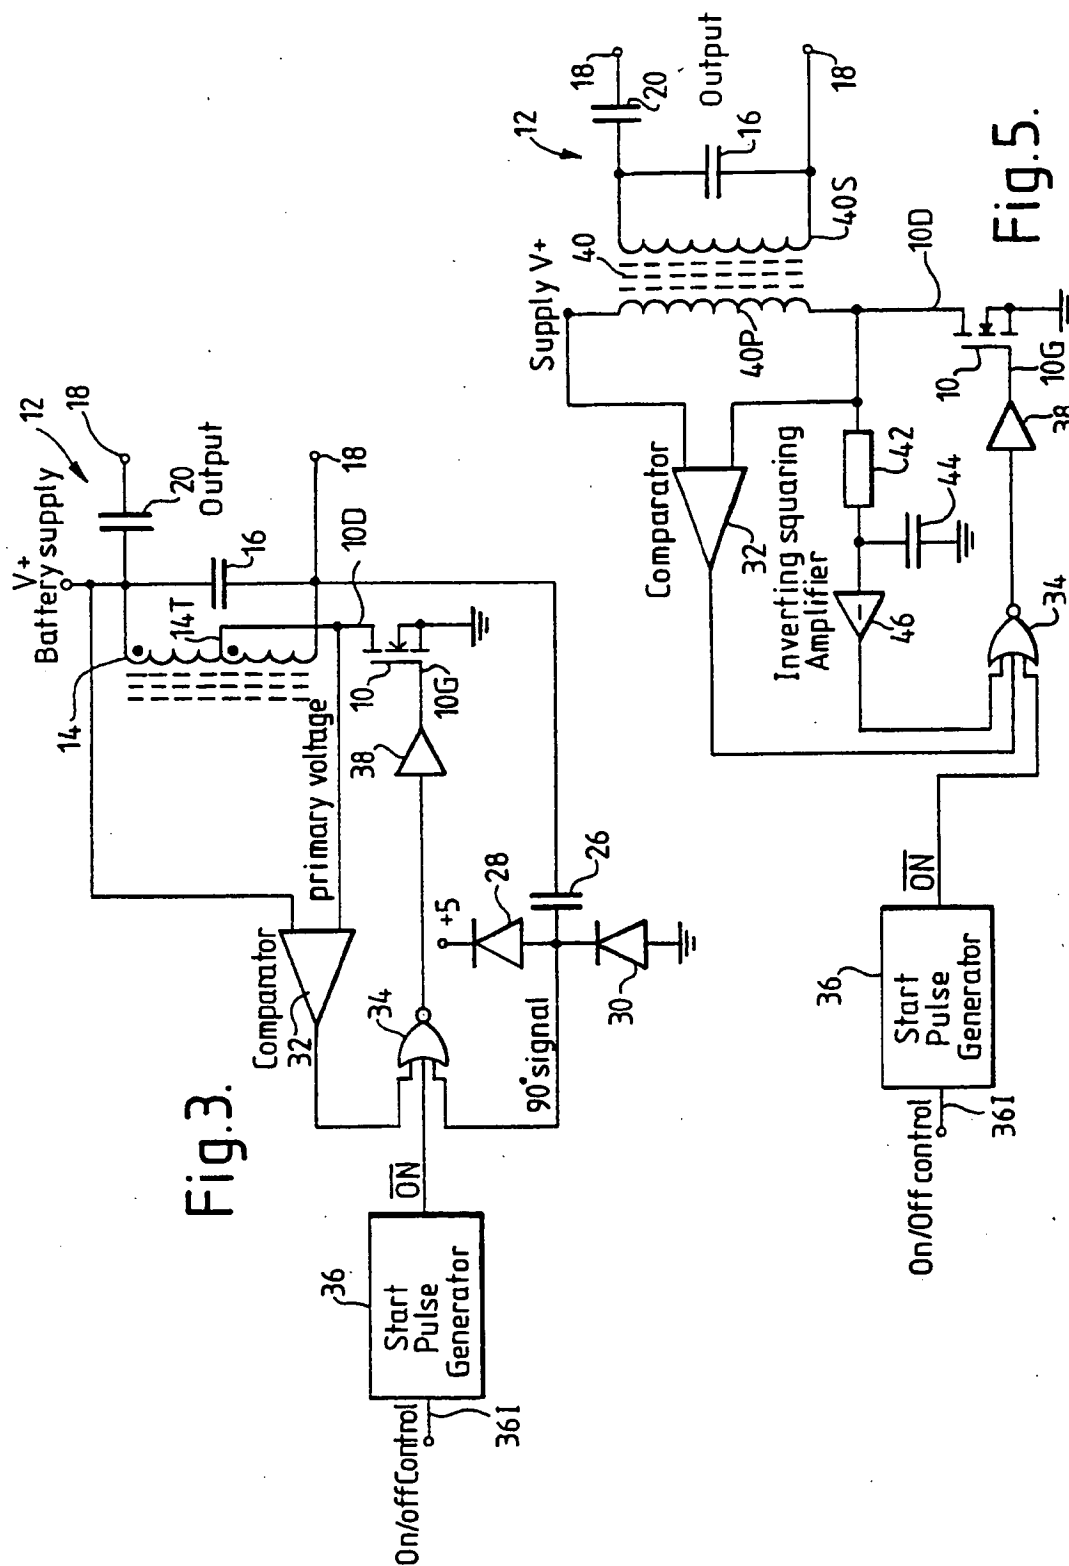 Fig.3.
On/off Control
36I
36
Start
Pulse
Generator
ON
Comparator
32
34
90° signal
30
+5
28
26
primary voltage
38
10G
10
10D
14
14T
V+
Battery supply
16
20
Output
18
18
12
Fig.5.
On/Off control
36I
36
Start
Pulse
Generator
ON
Comparator
32
34
Inverting squaring
Amplifier
46
44
42
38
10G
10
10D
Supply V+
40P
40
40S
16
20
Output
18
18
12